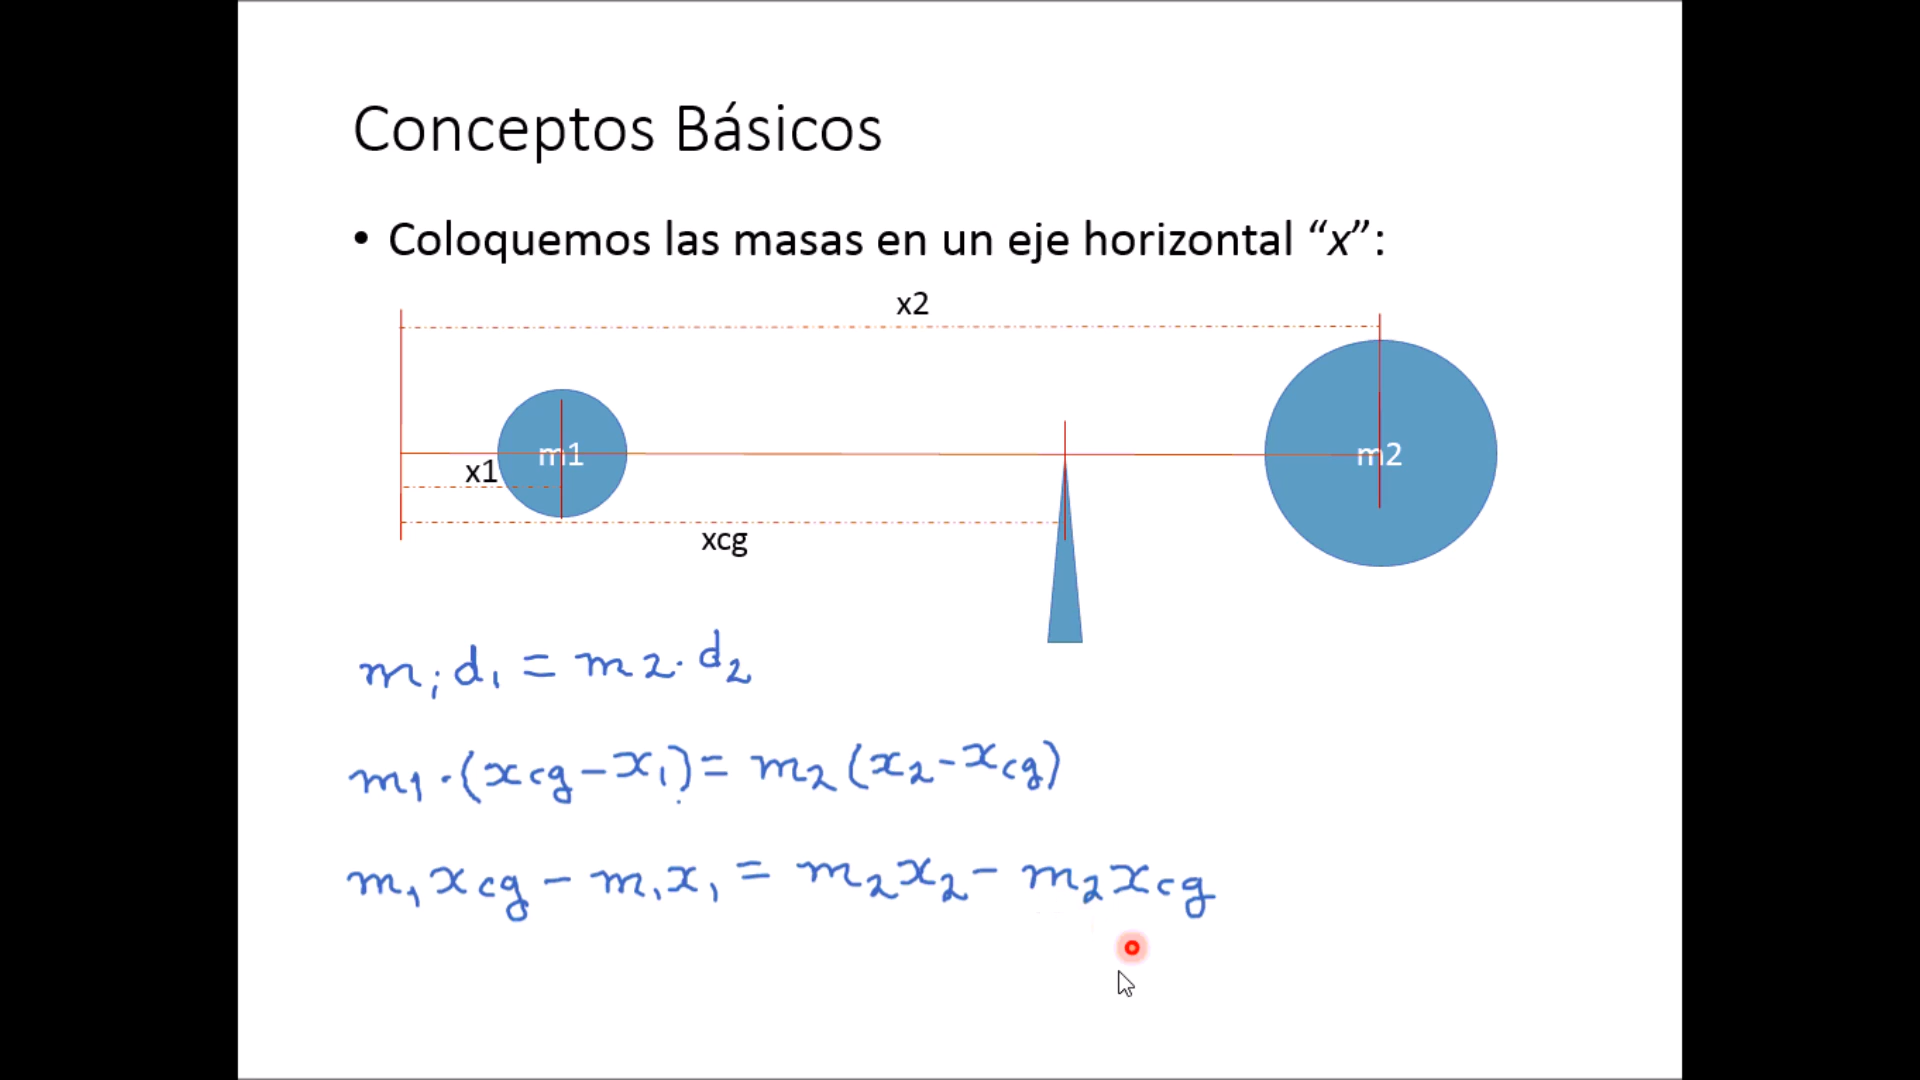 Conceptos Básicos
• Coloquemos las masas en un eje horizontal “x”:
x2
m1
m2
x1
xcg
m1·d1 = m2·d2
m1·(xcg-x1) = m2(x2-xcg)
m1xcg - m1x1 = m2x2 - m2xcg